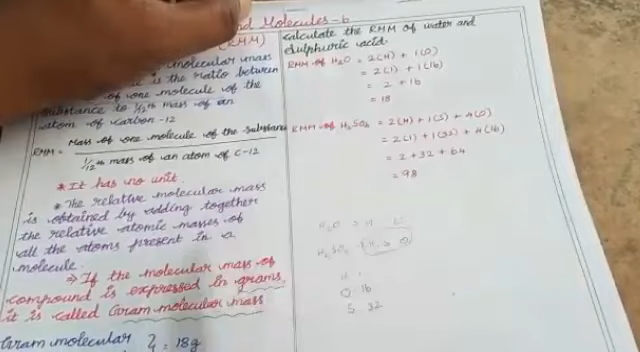 and Molecules - 6
(RMM)
molecular mass
is the ratio between
of one molecule of the
substance to 1/12th mass of an
atom of carbon-12
RMM = Mass of one molecule of the substance
1/12th mass of an atom of C-12
* It has no unit.
* The relative molecular mass
is obtained by adding together
the relative atomic masses of
all the atoms present in a
molecule.
⇒ If the molecular mass of
compound is expressed in grams,
it is called Gram molecular mass
Gram molecular } = 18g
Calculate the RMM of water and
Sulphuric acid.
RMM of H₂O = 2(H) + 1(O)
= 2(1) + 1(16)
= 2 + 16
= 18
RMM of H₂SO₄ = 2(H) + 1(S) + 4(O)
= 2(1) + 1(32) + 4(16)
= 2 + 32 + 64
= 98
H₂SO₄
H
O 16
S 32